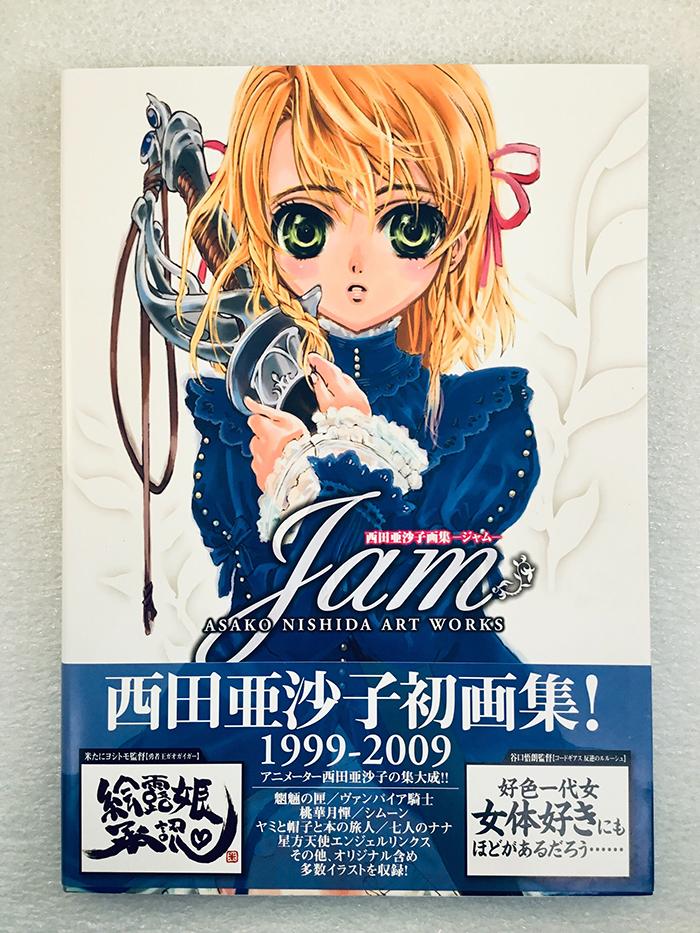 西田亜沙子画集―ジャム―
Jam
ASAKO NISHIDA ART WORKS
西田亜沙子初画集!
1999-2009
アニメーター西田亜沙子の集大成!!
魍魎の匣/ヴァンパイア騎士
桃華月憚/シムーン
ヤミと帽子と本の旅人/七人のナナ
星方天使エンジェルリンクス
その他、オリジナル含め
多数イラストを収録!
米たにヨシトモ監督【勇者王ガオガイガー】
絵露娘
承認
米
谷口悟朗監督【コードギアス 反逆のルルーシュ】
好色一代女
女体好きにも
ほどがあるだろう……